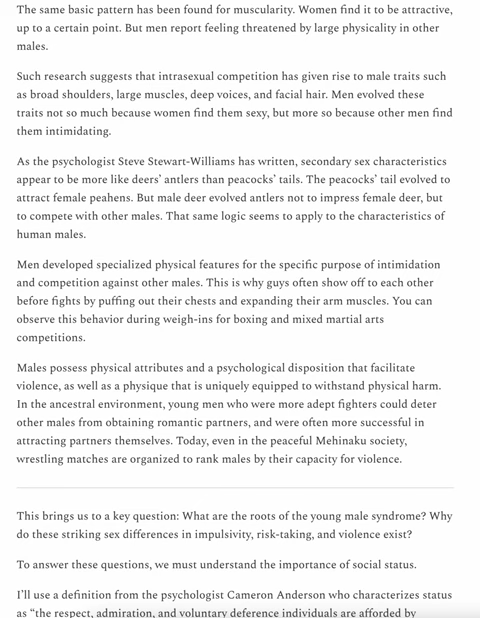 The same basic pattern has been found for muscularity. Women find it to be attractive,
up to a certain point. But men report feeling threatened by large physicality in other
males.
Such research suggests that intrasexual competition has given rise to male traits such
as broad shoulders, large muscles, deep voices, and facial hair. Men evolved these
traits not so much because women find them sexy, but more so because other men find
them intimidating.
As the psychologist Steve Stewart-Williams has written, secondary sex characteristics
appear to be more like deers’ antlers than peacocks’ tails. The peacocks’ tail evolved to
attract female peahens. But male deer evolved antlers not to impress female deer, but
to compete with other males. That same logic seems to apply to the characteristics of
human males.
Men developed specialized physical features for the specific purpose of intimidation
and competition against other males. This is why guys often show off to each other
before fights by puffing out their chests and expanding their arm muscles. You can
observe this behavior during weigh-ins for boxing and mixed martial arts
competitions.
Males possess physical attributes and a psychological disposition that facilitate
violence, as well as a physique that is uniquely equipped to withstand physical harm.
In the ancestral environment, young men who were more adept fighters could deter
other males from obtaining romantic partners, and were often more successful in
attracting partners themselves. Today, even in the peaceful Mehinaku society,
wrestling matches are organized to rank males by their capacity for violence.
This brings us to a key question: What are the roots of the young male syndrome? Why
do these striking sex differences in impulsivity, risk-taking, and violence exist?
To answer these questions, we must understand the importance of social status.
I’ll use a definition from the psychologist Cameron Anderson who characterizes status
as “the respect, admiration, and voluntary deference individuals are afforded by